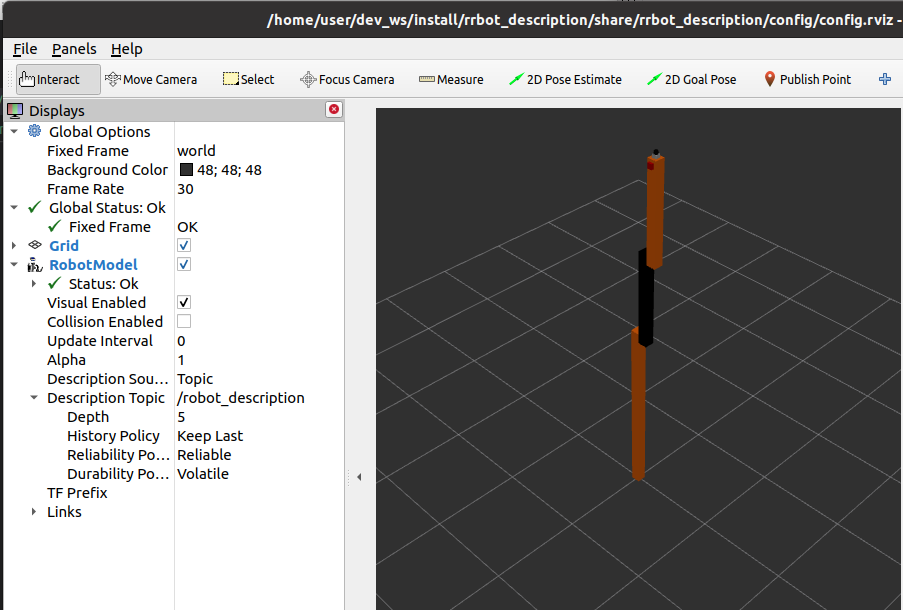 /home/user/dev_ws/install/rrbot_description/share/rrbot_description/config/config.rviz -
File Panels Help
Interact Move Camera Select Focus Camera Measure 2D Pose Estimate 2D Goal Pose Publish Point
Displays
Global Options
Fixed Frame world
Background Color 48; 48; 48
Frame Rate 30
Global Status: Ok
Fixed Frame OK
Grid
RobotModel
Status: Ok
Visual Enabled
Collision Enabled
Update Interval 0
Alpha 1
Description Sou... Topic
Description Topic /robot_description
Depth 5
History Policy Keep Last
Reliability Po... Reliable
Durability Po... Volatile
TF Prefix
Links